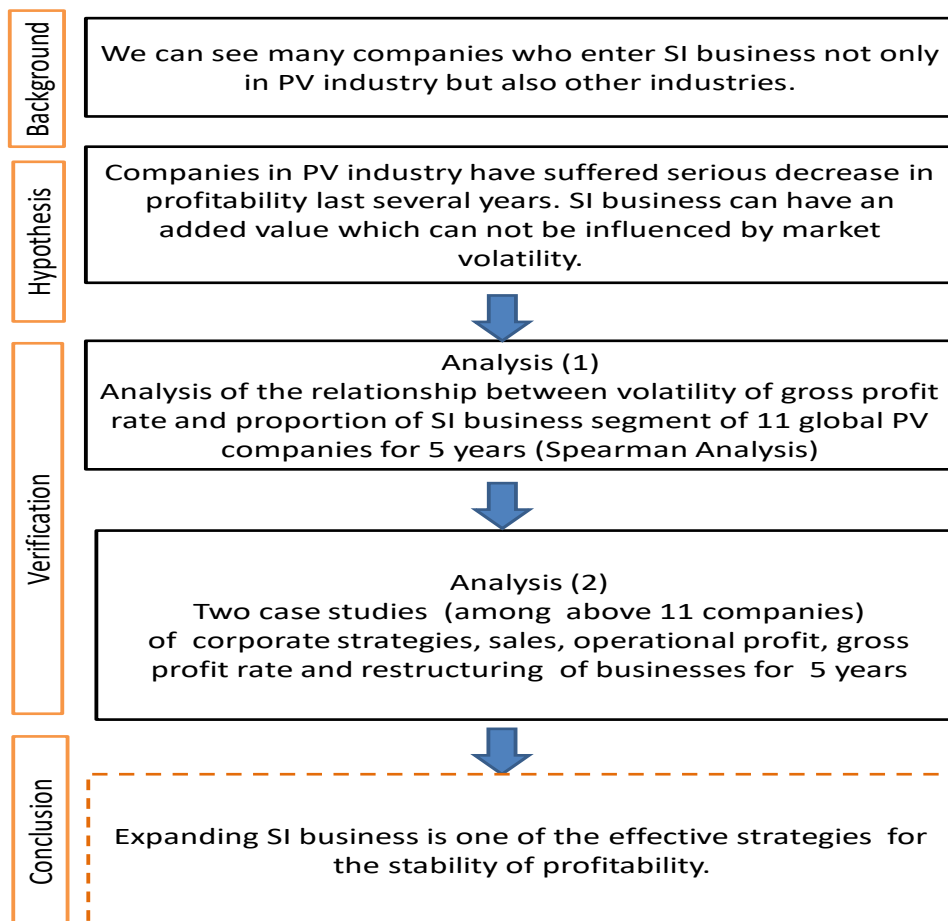 Background
We can see many companies who enter SI business not only
in PV industry but also other industries.
Hypothesis
Companies in PV industry have suffered serious decrease in
profitability last several years. SI business can have an
added value which can not be influenced by market
volatility.
Verification
Analysis (1)
Analysis of the relationship between volatility of gross profit
rate and proportion of SI business segment of 11 global PV
companies for 5 years (Spearman Analysis)
Analysis (2)
Two case studies (among above 11 companies)
of corporate strategies, sales, operational profit, gross
profit rate and restructuring of businesses for 5 years
Conclusion
Expanding SI business is one of the effective strategies for
the stability of profitability.